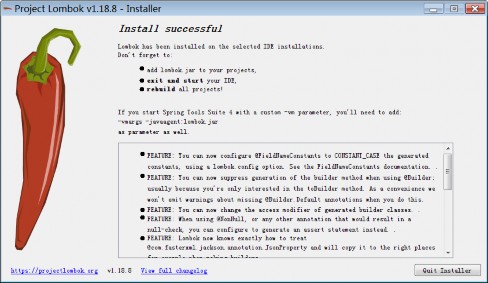 Project Lombok v1.18.8 - Installer
Install successful
Lombok has been installed on the selected IDE installations.
Don't forget to:
● add lombok jar to your projects,
● exit and start your IDE,
● rebuild all projects!
If you start Spring Tools Suite 4 with a custom -vm parameter, you'll need to add:
-vmargs -javaagent:lombok.jar
as parameter as well.
● FEATURE: You can now configure @FieldNameConstants to CONSTANT_CASE the generated
constants, using a lombok.config option. See the FieldNameConstants documentation. .
● FEATURE: You can now suppress generation of the builder method when using @Builder;
usually because you're only interested in the toBuilder method. As a convenience we
won't emit warnings about missing @Builder.Default annotations when you do this.
● FEATURE: You can now change the access modifier of generated builder classes. .
● FEATURE: When using @NonNull, or any other annotation that would result in a
null-check, you can configure to generate an assert statement instead. .
● FEATURE: Lombok now knows exactly how to treat
@com.fasterxml.jackson.annotation.JsonProperty and will copy it to the right places
for example when making builders.
https://projectlombok.org v1.18.8 View full changelog
Quit Installer